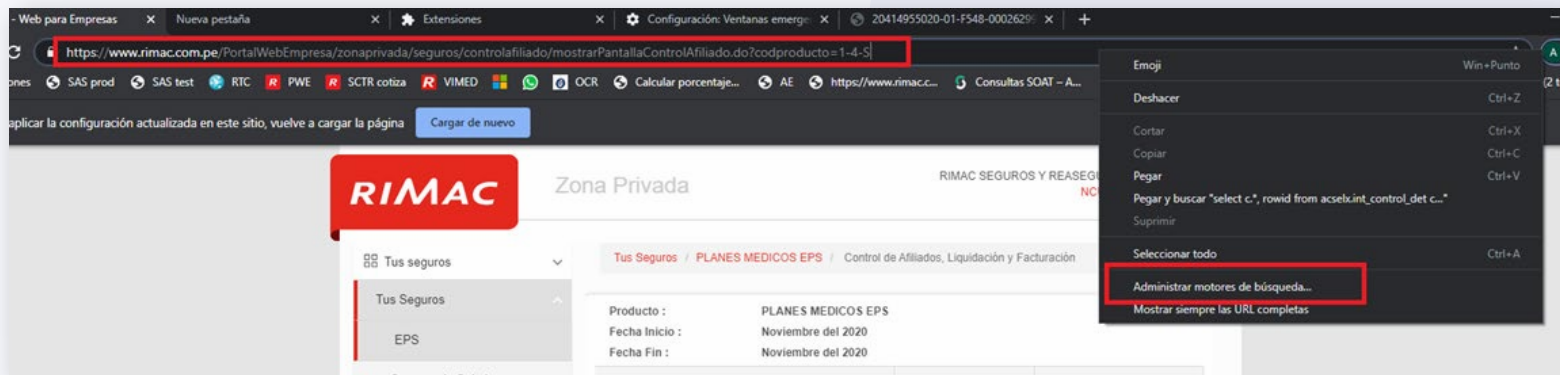 - Web para Empresas
Nueva pestaña
Extensiones
Configuración: Ventanas emerge
20414955020-01-F548-0002629
https://www.rimac.com.pe/PortalWebEmpresa/zonaprivada/seguros/controlafiliado/mostrarPantallaControlAfiliado.do?codproducto=1-4-S
A
ones SAS prod SAS test RTC PWE SCTR cotiza VIMED OCR Calcular porcentaje... AE https://www.rimac.c... Consultas SOAT – A...
(2 t
aplicar la configuración actualizada en este sitio, vuelve a cargar la página Cargar de nuevo
Emoji Win+Punto
Deshacer Ctrl+Z
Cortar Ctrl+X
Copiar Ctrl+C
Pegar Ctrl+V
Pegar y buscar "select c.*, rowid from acselx.int_control_det c..."
Suprimir
Seleccionar todo Ctrl+A
Administrar motores de búsqueda...
Mostrar siempre las URL completas
RIMAC
Zona Privada
RIMAC SEGUROS Y REASEGU
NC
Tus seguros
Tus Seguros
EPS
Tus Seguros / PLANES MEDICOS EPS / Control de Afiliados, Liquidación y Facturación
Producto : PLANES MEDICOS EPS
Fecha Inicio : Noviembre del 2020
Fecha Fin : Noviembre del 2020